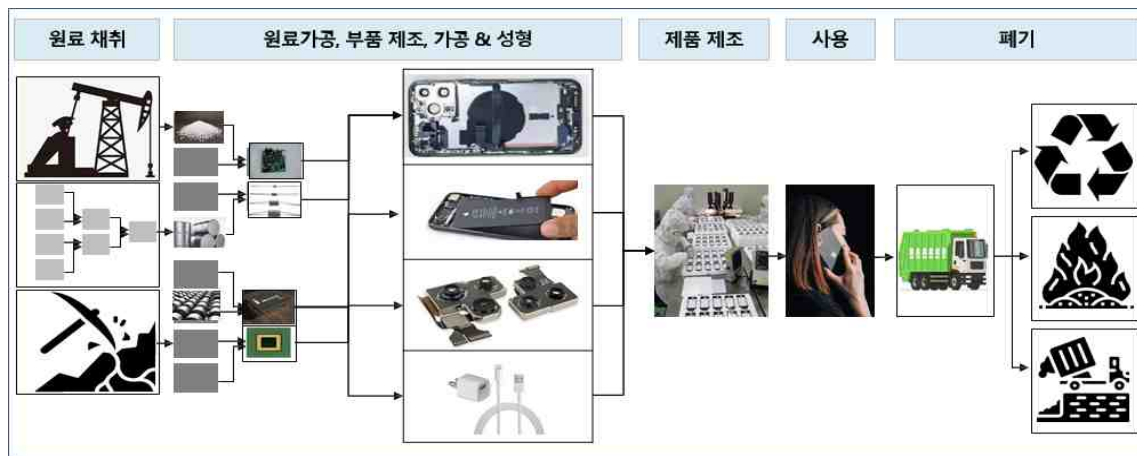 원료 채취
원료가공, 부품 제조, 가공 & 성형
제품 제조
사용
폐기